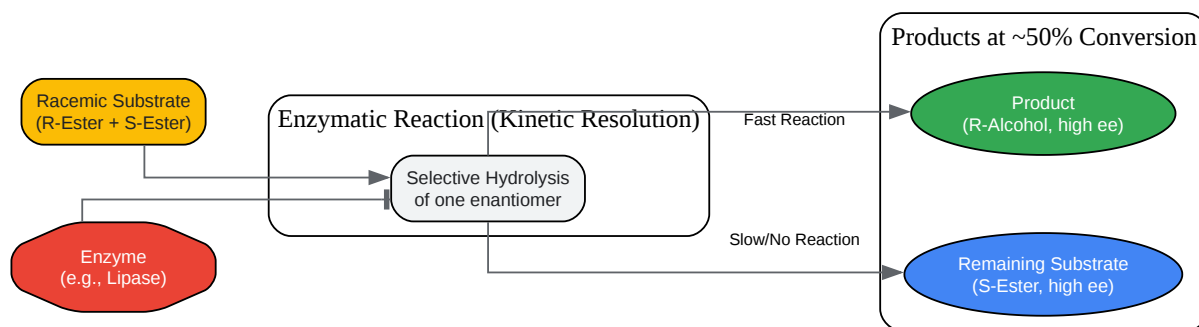 Products at ~50% Conversion
Racemic Substrate
(R-Ester + S-Ester)
Enzymatic Reaction (Kinetic Resolution)
Product
(R-Alcohol, high ee)
Fast Reaction
Selective Hydrolysis
of one enantiomer
Slow/No Reaction
Enzyme
(e.g., Lipase)
Remaining Substrate
(S-Ester, high ee)